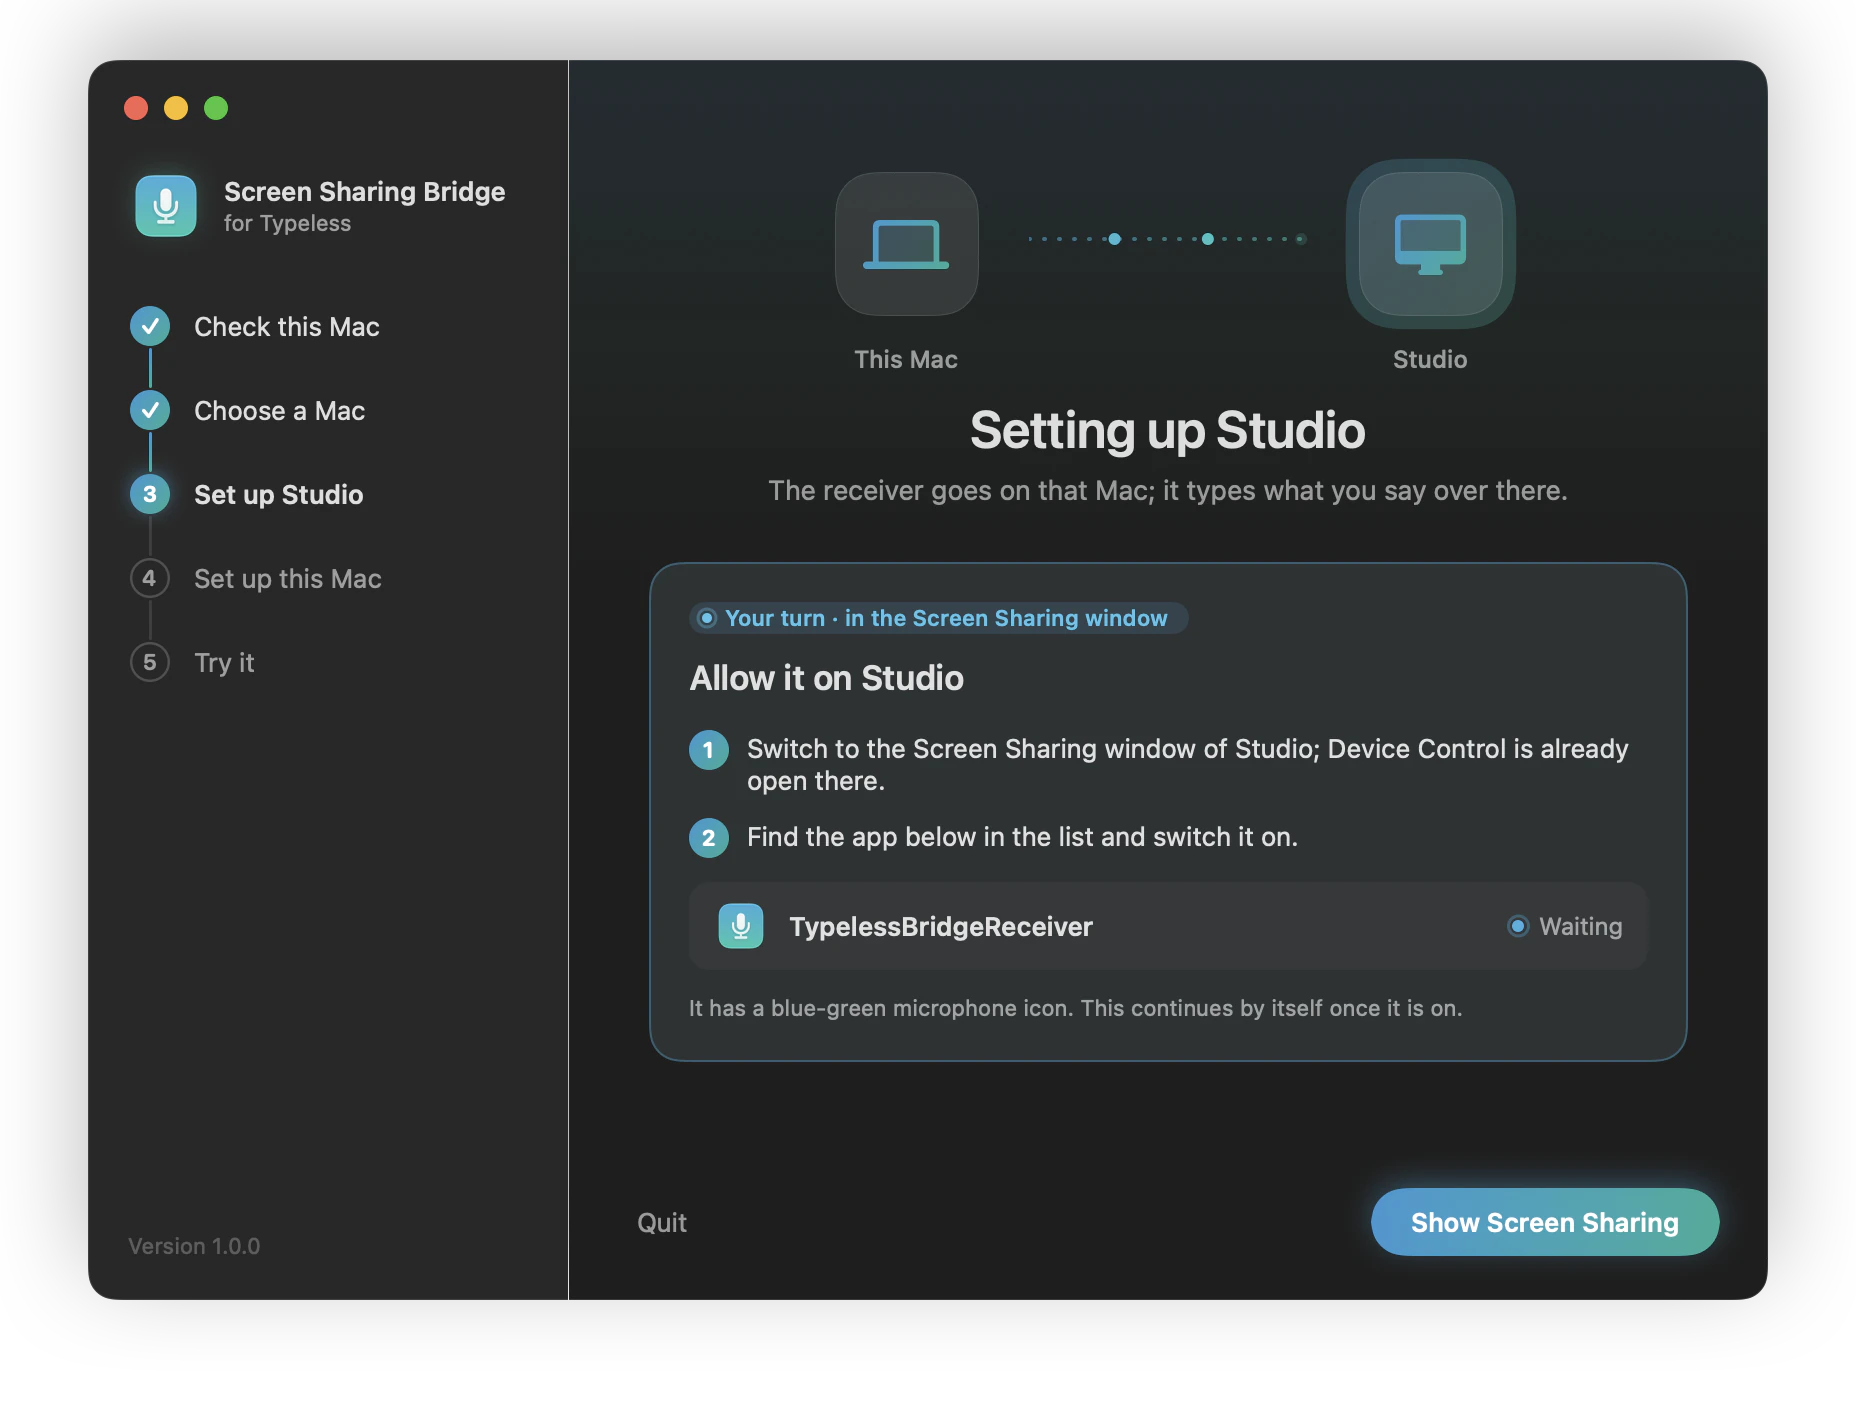 Screen Sharing Bridge
for Typeless
Check this Mac
Choose a Mac
3 Set up Studio
4 Set up this Mac
5 Try it
Version 1.0.0
This Mac
Studio
Setting up Studio
The receiver goes on that Mac; it types what you say over there.
Your turn · in the Screen Sharing window
Allow it on Studio
1 Switch to the Screen Sharing window of Studio; Device Control is already
open there.
2 Find the app below in the list and switch it on.
TypelessBridgeReceiver Waiting
It has a blue-green microphone icon. This continues by itself once it is on.
Quit
Show Screen Sharing